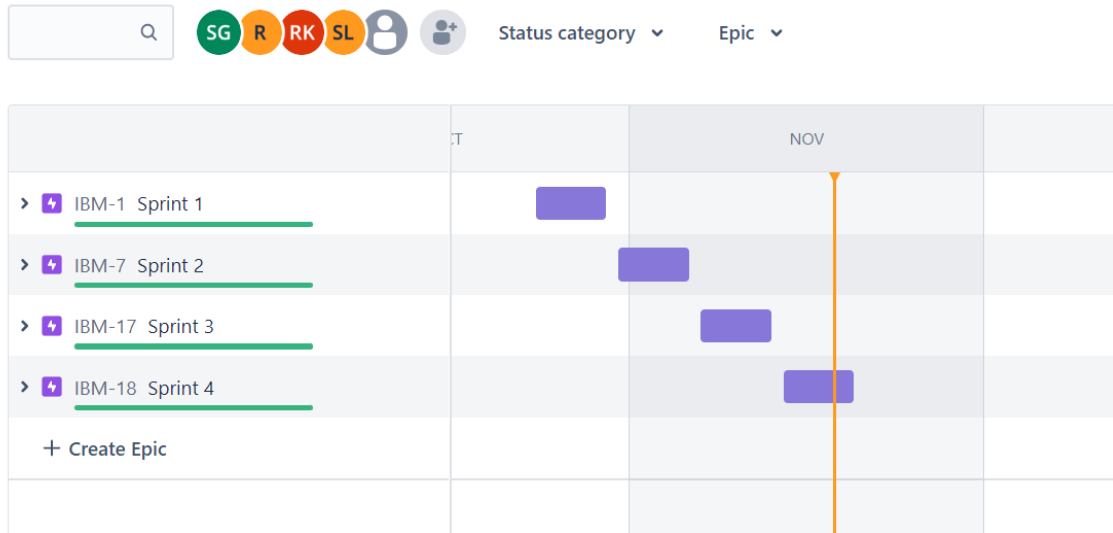 SG R RK SL Status category Epic
CT NOV
IBM-1 Sprint 1
IBM-7 Sprint 2
IBM-17 Sprint 3
IBM-18 Sprint 4
+ Create Epic